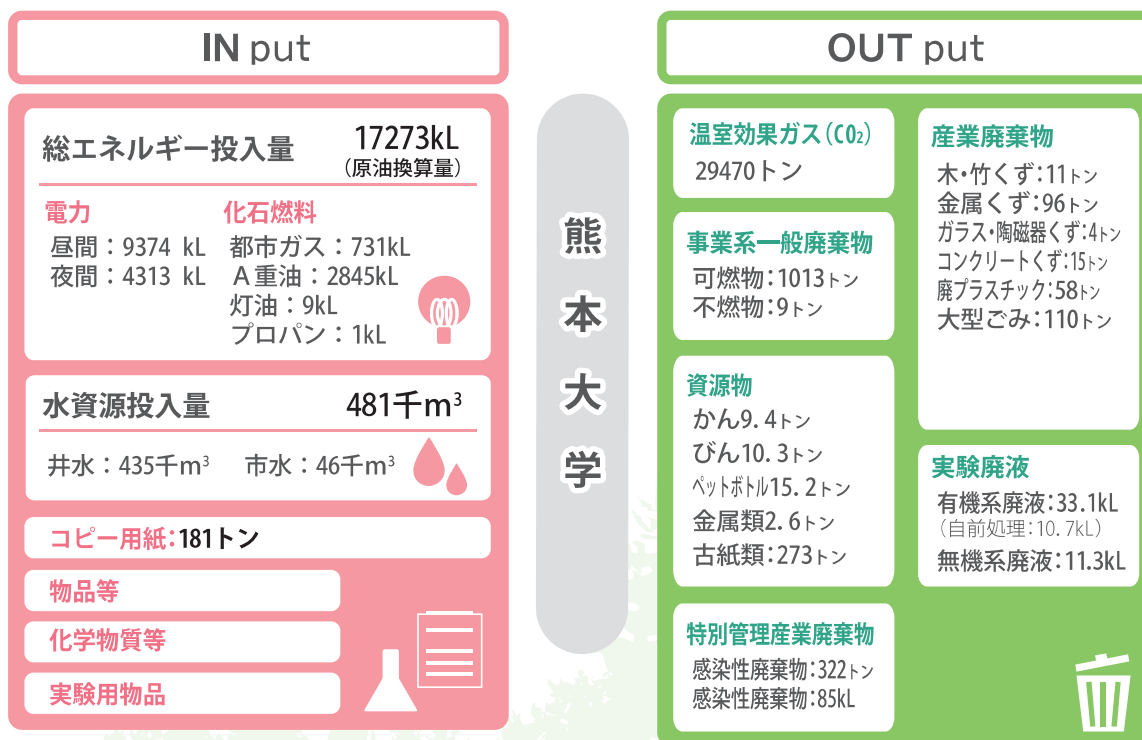 IN put
総エネルギー投入量 17273kL
(原油換算量)
電力
昼間：9374 kL
夜間：4313 kL
化石燃料
都市ガス：731kL
A重油：2845kL
灯油：9kL
プロパン：1kL
水資源投入量 481千m³
井水：435千m³ 市水：46千m³
コピー用紙：181トン
物品等
化学物質等
実験用物品
熊本大学
OUT put
温室効果ガス(CO₂)
29470トン
事業系一般廃棄物
可燃物：1013トン
不燃物：9トン
資源物
かん9.4トン
びん10.3トン
ペットボトル15.2トン
金属類2.6トン
古紙類：273トン
特別管理産業廃棄物
感染性廃棄物：322トン
感染性廃棄物：85kL
産業廃棄物
木・竹くず：11トン
金属くず：96トン
ガラス・陶磁器くず：4トン
コンクリートくず：15トン
廃プラスチック：58トン
大型ごみ：110トン
実験廃液
有機系廃液：33.1kL
(自前処理：10.7kL)
無機系廃液：11.3kL